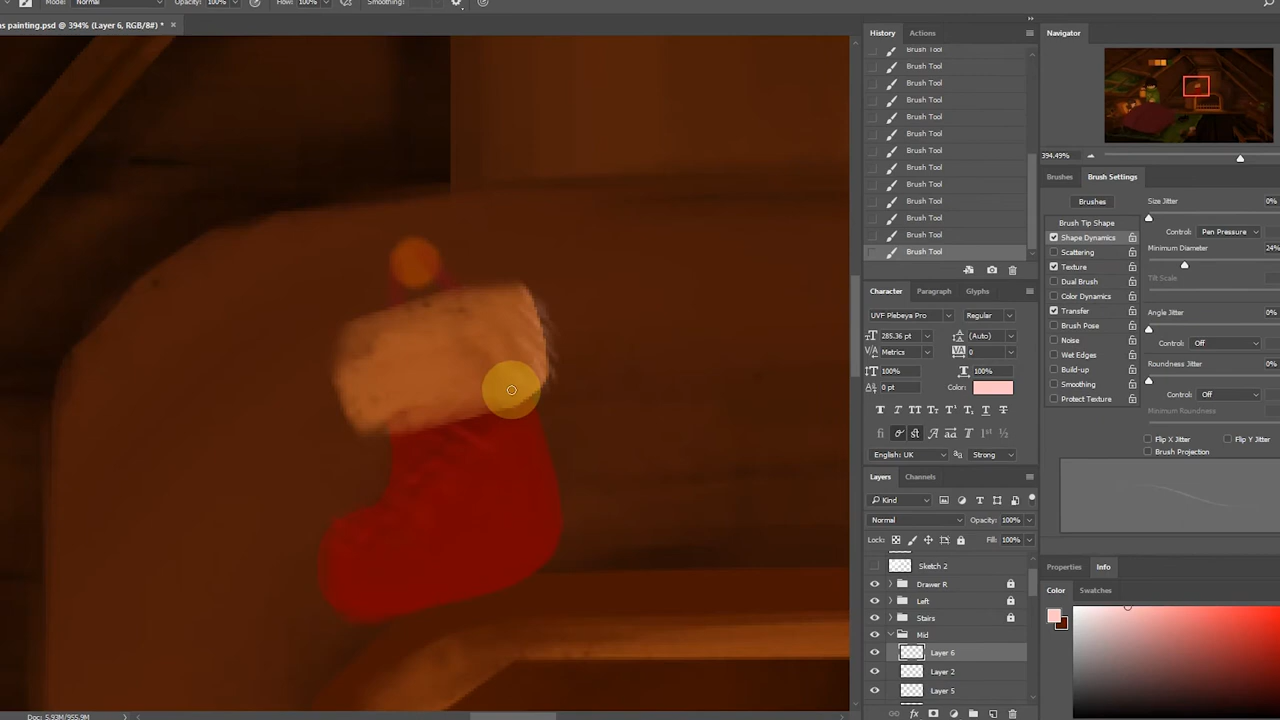 Model: Normal Opacity: 100% Flow: 100% Smoothing:
as painting.psd @ 394% (Layer 6, RGB/8#) *
History Actions
Brush Tool
Brush Tool
Brush Tool
Brush Tool
Brush Tool
Brush Tool
Brush Tool
Brush Tool
Brush Tool
Brush Tool
Brush Tool
Brush Tool
Brush Tool
Character Paragraph Glyphs
UVF Plebeya Pro Regular
285.36 pt (Auto)
Metrics 0
100% 100%
0 pt Color:
English: UK Strong
Layers Channels
Kind
Normal Opacity: 100%
Lock: Fill: 100%
Sketch 2
Drawer R
Left
Stairs
Mid
Layer 6
Layer 2
Layer 5
Navigator
394.49%
Brushes Brush Settings
Brushes
Brush Tip Shape
Shape Dynamics
Scattering
Texture
Dual Brush
Color Dynamics
Transfer
Brush Pose
Noise
Wet Edges
Build-up
Smoothing
Protect Texture
Size Jitter 0%
Control: Pen Pressure
Minimum Diameter 24%
Tilt Scale
Angle Jitter 0%
Control: Off
Roundness Jitter 0%
Control: Off
Minimum Roundness
Flip X Jitter Flip Y Jitter
Brush Projection
Properties Info
Color Swatches
Doc: 5.93M/955.9M